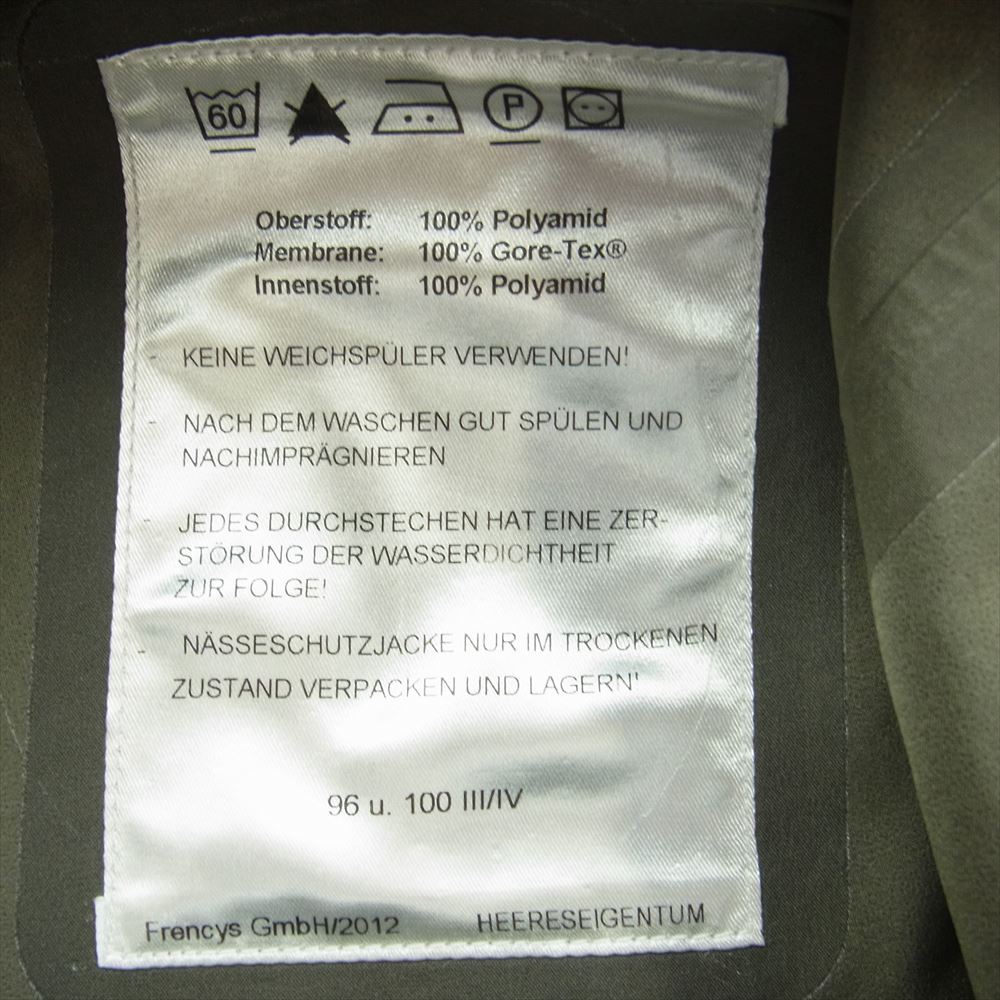 60 P
Oberstoff: 100% Polyamid
Membrane: 100% Gore-Tex®
Innenstoff: 100% Polyamid
- KEINE WEICHSPÜLER VERWENDEN!
- NACH DEM WASCHEN GUT SPÜLEN UND
NACHIMPRÄGNIEREN
- JEDES DURCHSTECHEN HAT EINE ZER-
STÖRUNG DER WASSERDICHTHEIT
ZUR FOLGE!
- NÄSSESCHUTZJACKE NUR IM TROCKENEN
ZUSTAND VERPACKEN UND LAGERN'
96 u. 100 III/IV
Frencys GmbH/2012 HEERESEIGENTUM